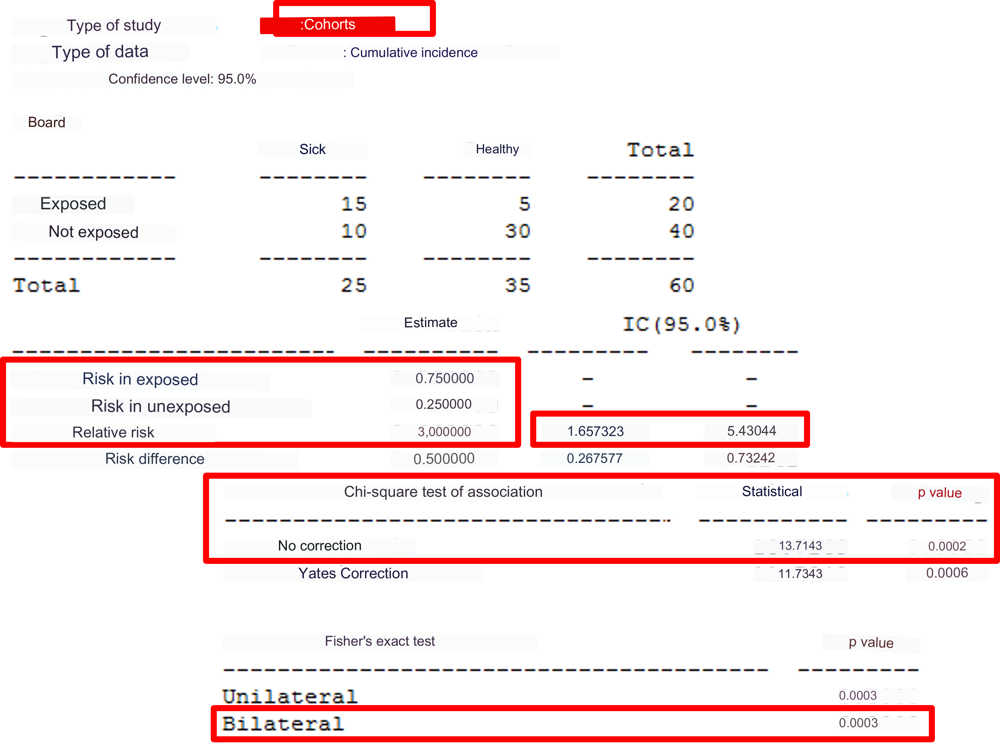 Type of study :Cohorts
Type of data : Cumulative incidence
Confidence level: 95.0%
Board
Sick Healthy Total
Exposed 15 5 20
Not exposed 10 30 40
Total 25 35 60
Estimate IC(95.0%)
Risk in exposed 0.750000 - -
Risk in unexposed 0.250000 - -
Relative risk 3,000000 1.657323 5.43044
Risk difference 0.500000 0.267577 0.73242
Chi-square test of association Statistical p value
No correction 13.7143 0.0002
Yates Correction 11.7343 0.0006
Fisher's exact test p value
Unilateral 0.0003
Bilateral 0.0003